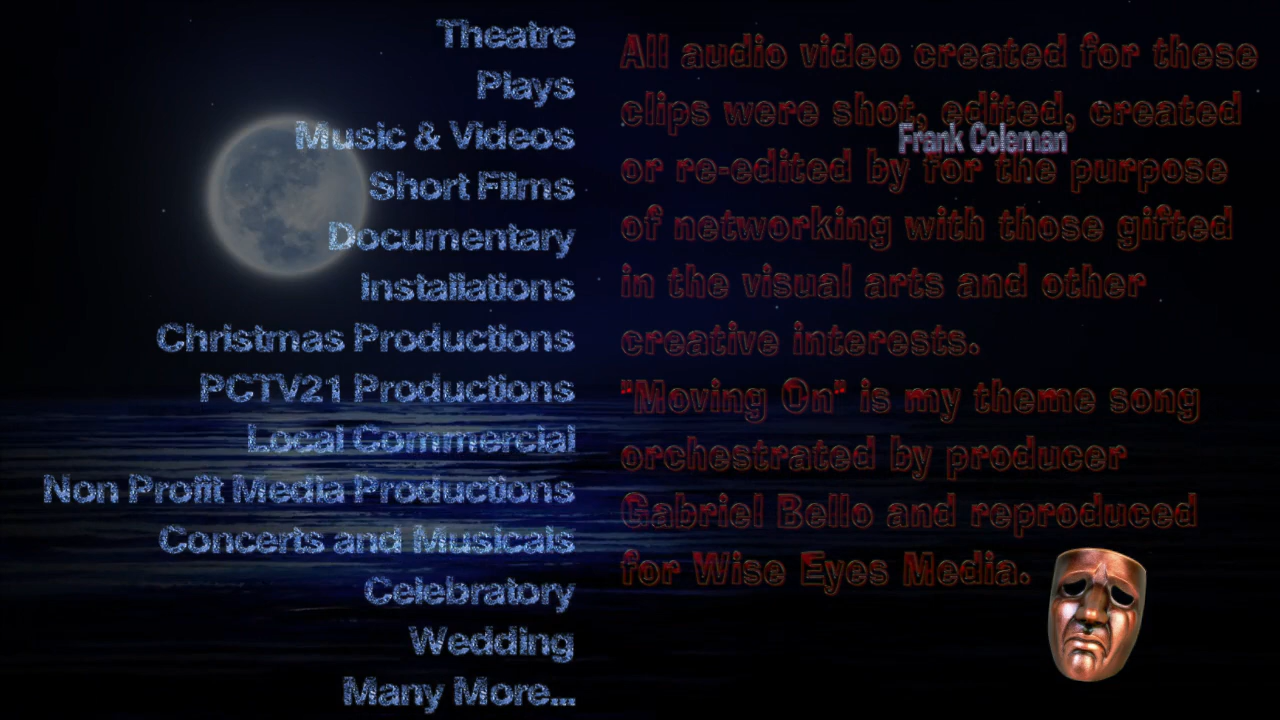 Theatre
Plays
Music & Videos
Short Films
Documentary
Installations
Christmas Productions
PCTV21 Productions
Local Commercial
Non Profit Media Productions
Concerts and Musicals
Celebratory
Wedding
Many More...
All audio video created for these
clips were shot, edited, created
Frank Coleman
or re-edited by for the purpose
of networking with those gifted
in the visual arts and other
creative interests.
"Moving On" is my theme song
orchestrated by producer
Gabriel Bello and reproduced
for Wise Eyes Media.